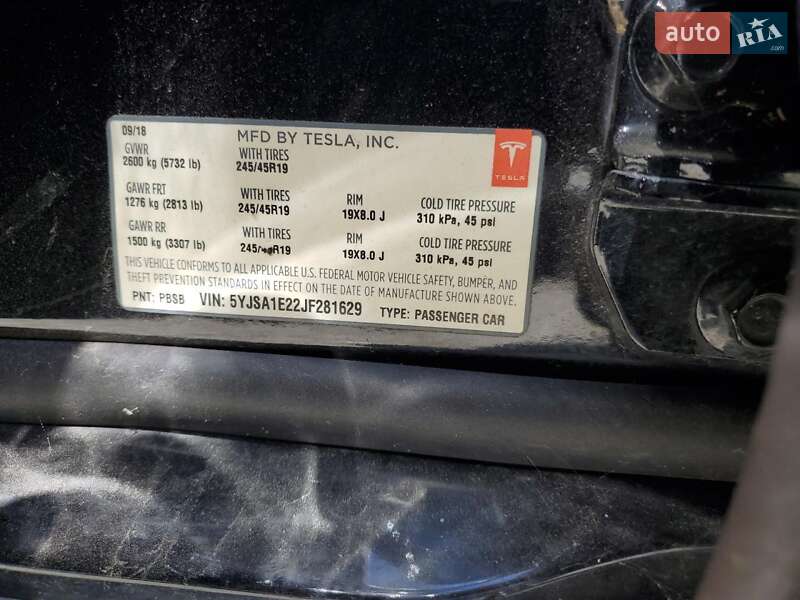 auto RIA.com
09/18 MFD BY TESLA, INC.
GVWR WITH TIRES
2600 kg (5732 lb) 245/45R19
TESLA
GAWR FRT WITH TIRES RIM COLD TIRE PRESSURE
1276 kg (2813 lb) 245/45R19 19X8.0 J 310 kPa, 45 psi
GAWR RR WITH TIRES RIM COLD TIRE PRESSURE
1500 kg (3307 lb) 19X8.0 J 310 kPa, 45 psi
THIS VEHICLE CONFORMS TO ALL APPLICABLE U.S. FEDERAL MOTOR VEHICLE SAFETY, BUMPER, AND
THEFT PREVENTION STANDARDS IN EFFECT ON THE DATE OF MANUFACTURE SHOWN ABOVE.
PNT: PBSB VIN: 5YJSA1E22JF281629 TYPE: PASSENGER CAR